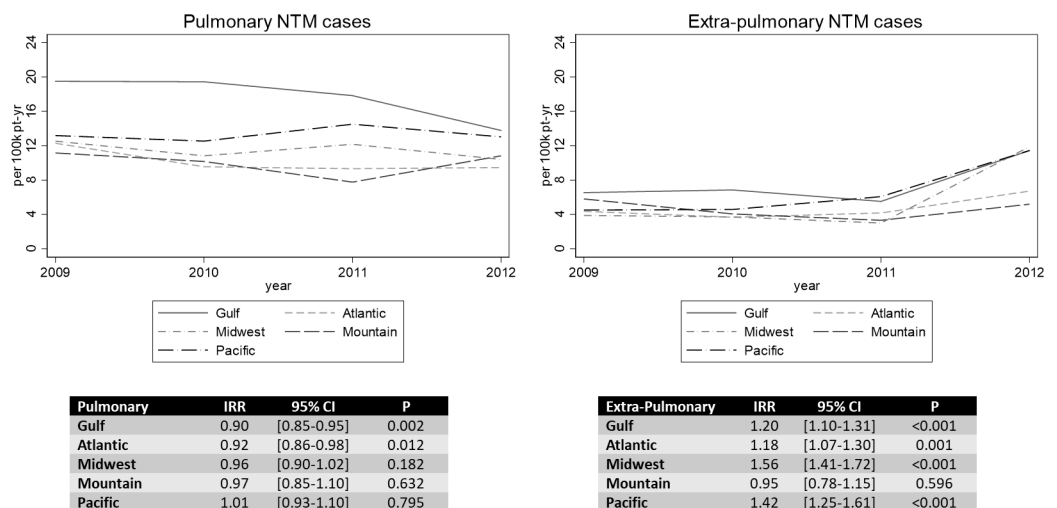 Pulmonary NTM cases
per 100k pt-yr
24
20
16
12
8
4
0
2009 2010 2011 2012
year
Gulf Atlantic
Midwest Mountain
Pacific
Extra-pulmonary NTM cases
per 100k pt-yr
24
20
16
12
8
4
0
2009 2010 2011 2012
year
Gulf Atlantic
Midwest Mountain
Pacific
Pulmonary IRR 95% CI P
Gulf 0.90 [0.85-0.95] 0.002
Atlantic 0.92 [0.86-0.98] 0.012
Midwest 0.96 [0.90-1.02] 0.182
Mountain 0.97 [0.85-1.10] 0.632
Pacific 1.01 [0.93-1.10] 0.795
Extra-Pulmonary IRR 95% CI P
Gulf 1.20 [1.10-1.31] <0.001
Atlantic 1.18 [1.07-1.30] 0.001
Midwest 1.56 [1.41-1.72] <0.001
Mountain 0.95 [0.78-1.15] 0.596
Pacific 1.42 [1.25-1.61] <0.001